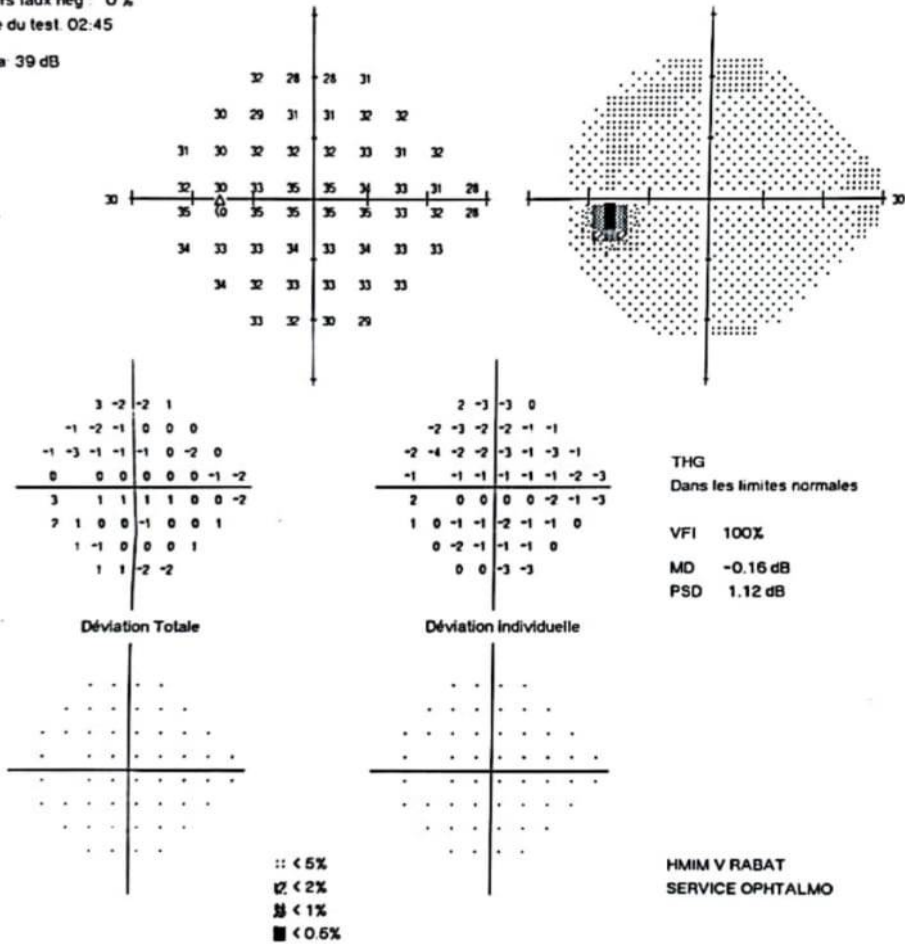 rs faux nég 0 %
e du test. 02:45
a 39 dB
32 28 28 31
30 29 31 31 32 32
31 30 32 32 32 33 31 32
32 30 33 35 35 34 33 31 28
30 30
35 (0 35 35 35 35 33 32 28
34 33 33 34 33 34 33 33
34 32 33 33 33 33
33 32 30 29
3 -2 -2 1
-1 -2 -1 0 0 0
-1 -3 -1 -1 -1 0 -2 0
0 0 0 0 0 0 0 -1 -2
3 1 1 1 1 1 0 0 -2
2 1 0 0 -1 0 0 1
1 -1 0 0 0 1
1 1 -2 -2
Déviation Totale
2 -3 -3 0
-2 -3 -2 -2 -1 -1
-2 -4 -2 -2 -3 -1 -3 -1
-1 -1 -1 -1 -1 -1 -1 -2 -3
2 0 0 0 0 0 -2 -1 -3
1 0 -1 -1 -2 -1 -1 0
0 -2 -1 -1 -1 0
0 0 -3 -3
Déviation individuelle
THG
Dans les limites normales
VFI 100%
MD -0.16 dB
PSD 1.12 dB
< 5%
< 2%
< 1%
< 0.5%
HMIM V RABAT
SERVICE OPHTALMO